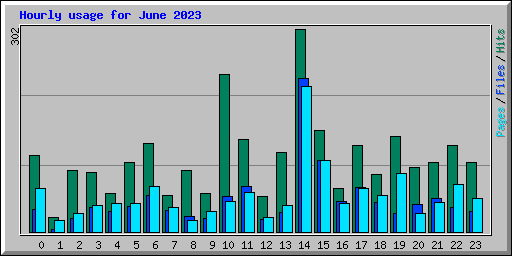 Hourly usage for June 2023
302
Pages/Files/Hits
0 1 2 3 4 5 6 7 8 9 10 11 12 13 14 15 16 17 18 19 20 21 22 23